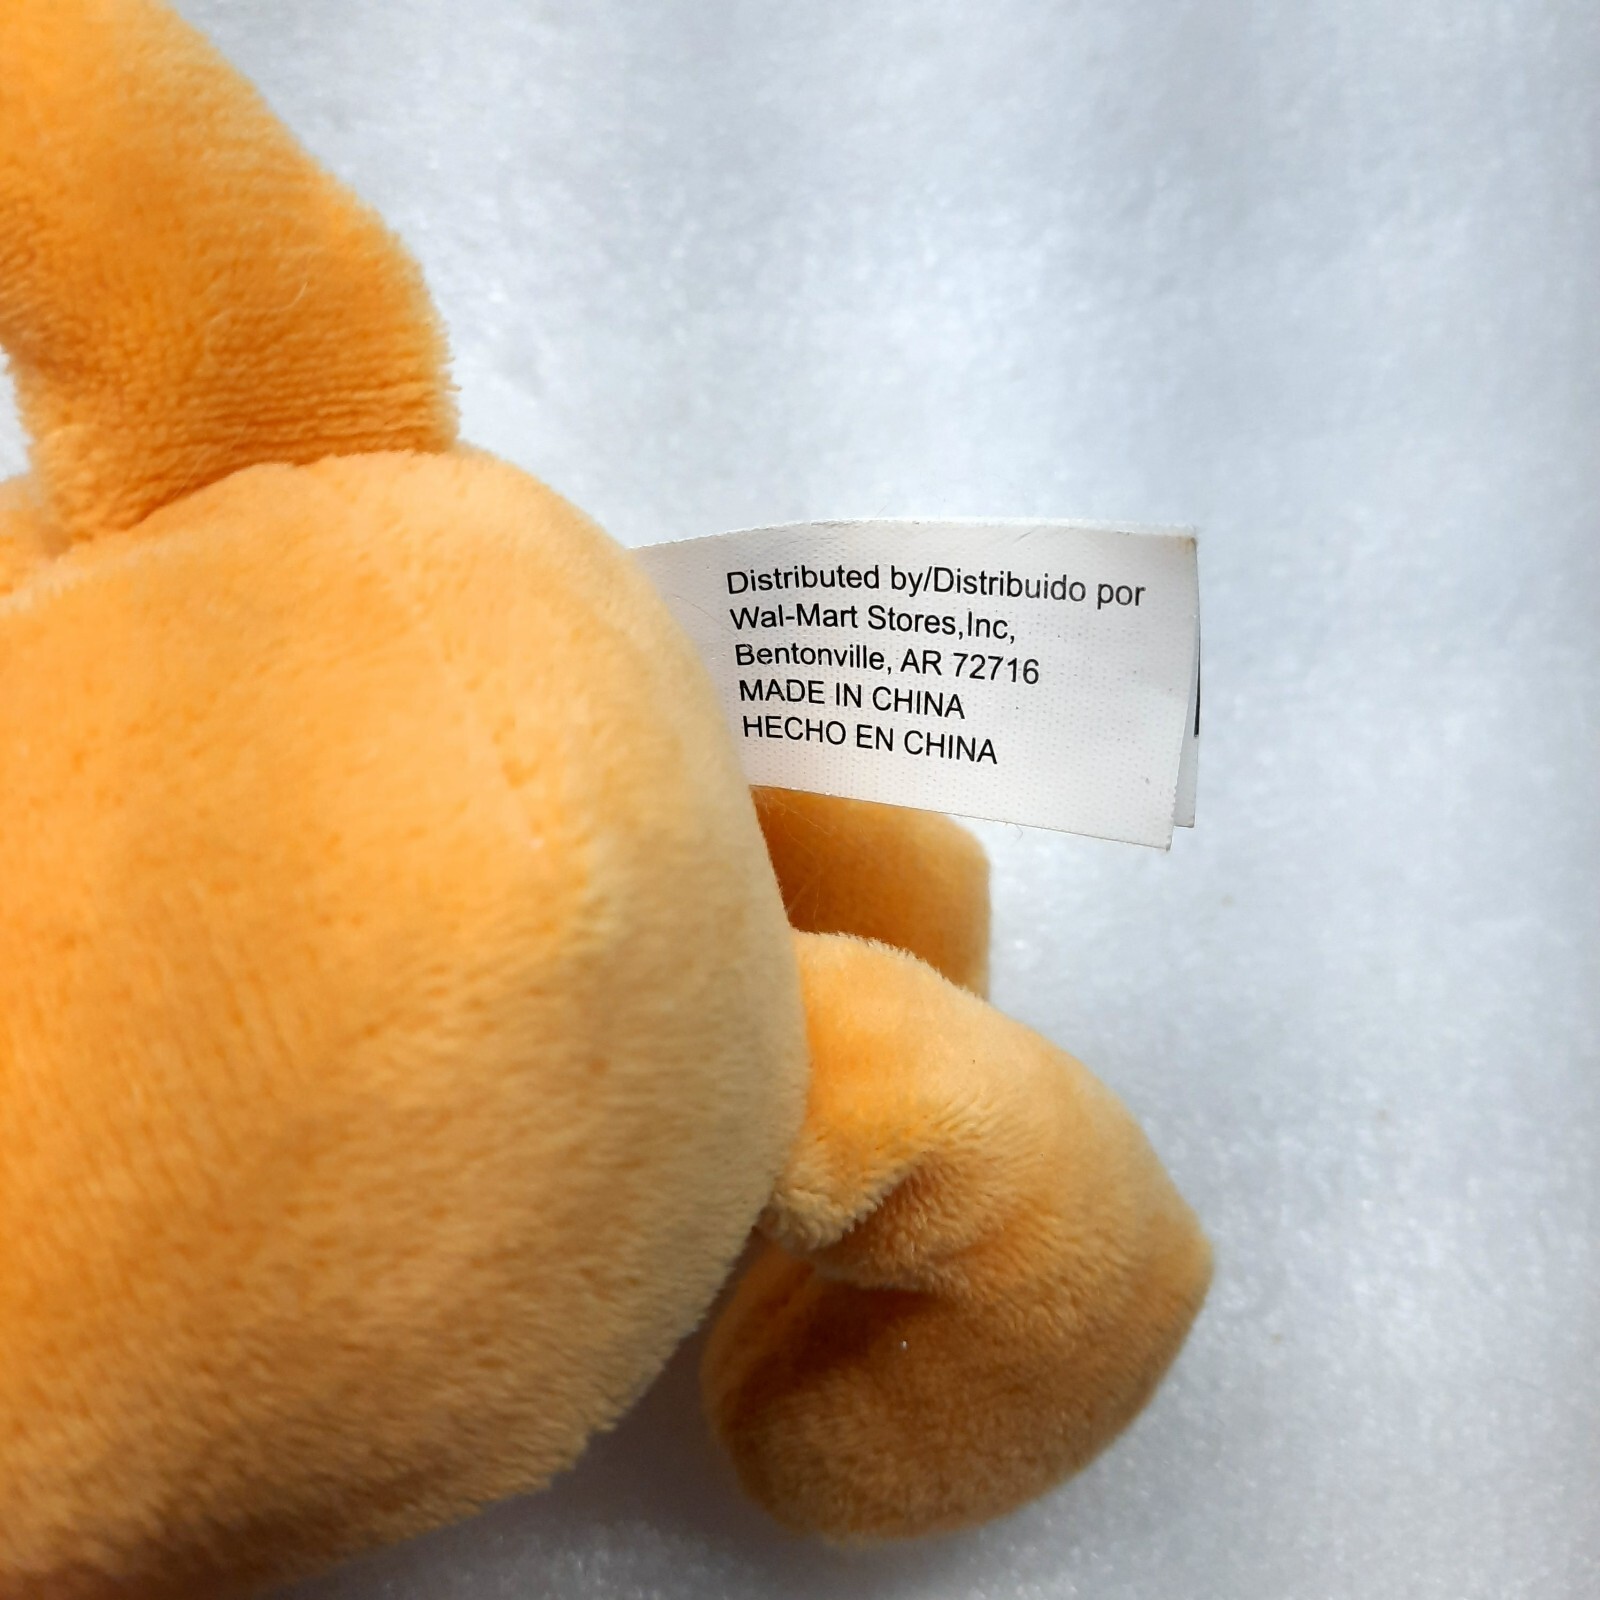 Distributed by/Distribuido por
Wal-Mart Stores,Inc,
Bentonville, AR 72716
MADE IN CHINA
HECHO EN CHINA